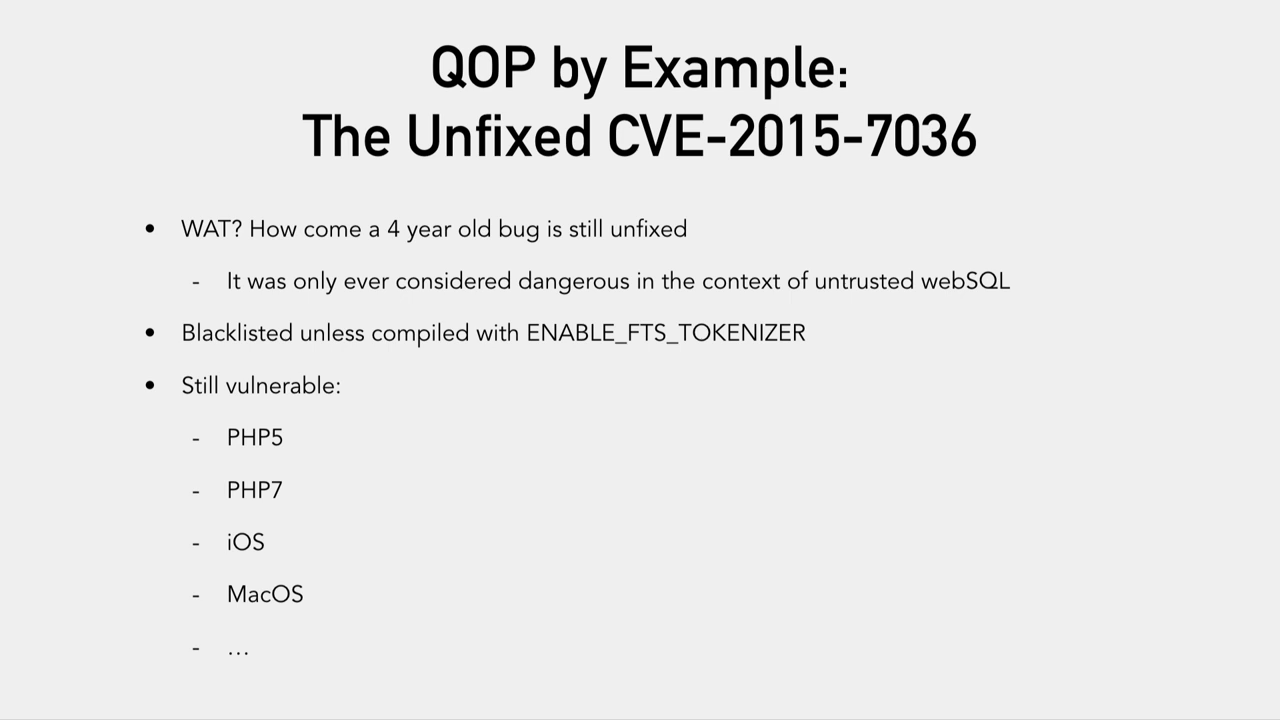 QOP by Example:
The Unfixed CVE-2015-7036
• WAT? How come a 4 year old bug is still unfixed
- It was only ever considered dangerous in the context of untrusted webSQL
• Blacklisted unless compiled with ENABLE_FTS_TOKENIZER
• Still vulnerable:
- PHP5
- PHP7
- iOS
- MacOS
- …